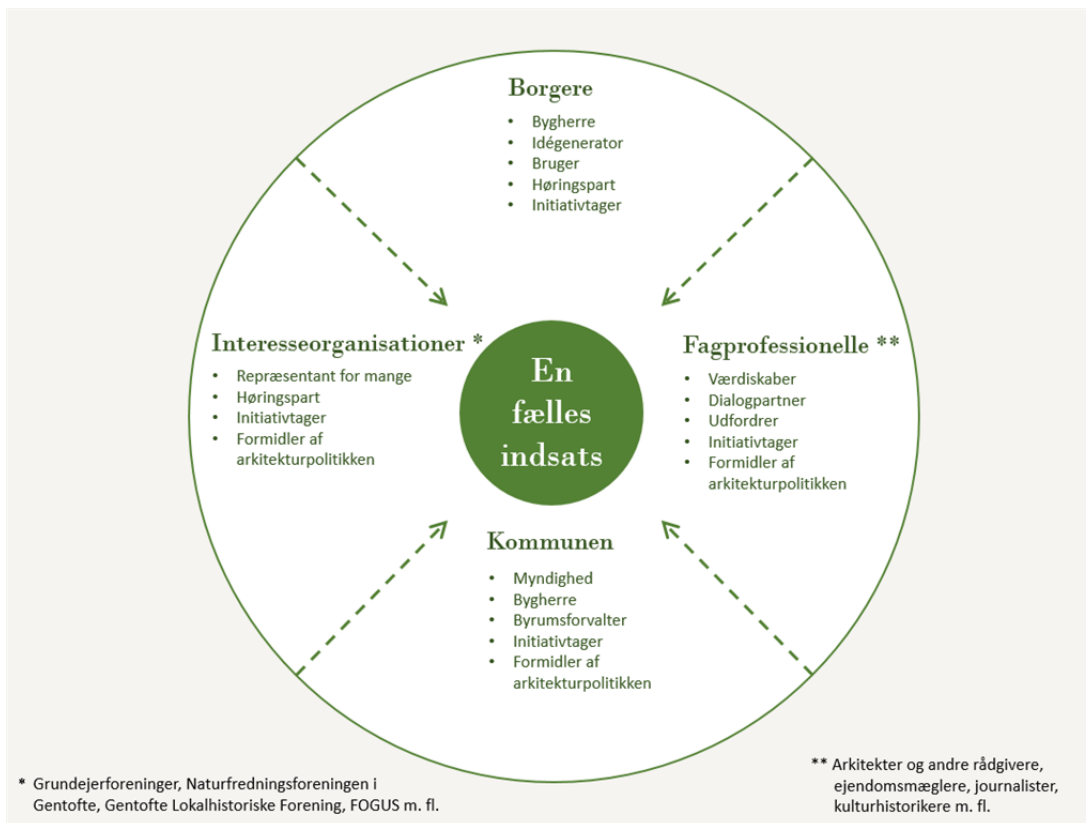 Borgere
• Bygherre
• Idégenerator
• Bruger
• Høringspart
• Initiativtager
Interesseorganisationer *
• Repræsentant for mange
• Høringspart
• Initiativtager
• Formidler af
arkitekturpolitikken
En
fælles
indsats
Fagprofessionelle **
• Værdiskaber
• Dialogpartner
• Udfordrer
• Initiativtager
• Formidler af
arkitekturpolitikken
Kommunen
• Myndighed
• Bygherre
• Byrumsforvalter
• Initiativtager
• Formidler af
arkitekturpolitikken
* Grundejerforeninger, Naturfredningsforeningen i
Gentofte, Gentofte Lokalhistoriske Forening, FOGUS m. fl.
** Arkitekter og andre rådgivere,
ejendomsmæglere, journalister,
kulturhistorikere m. fl.